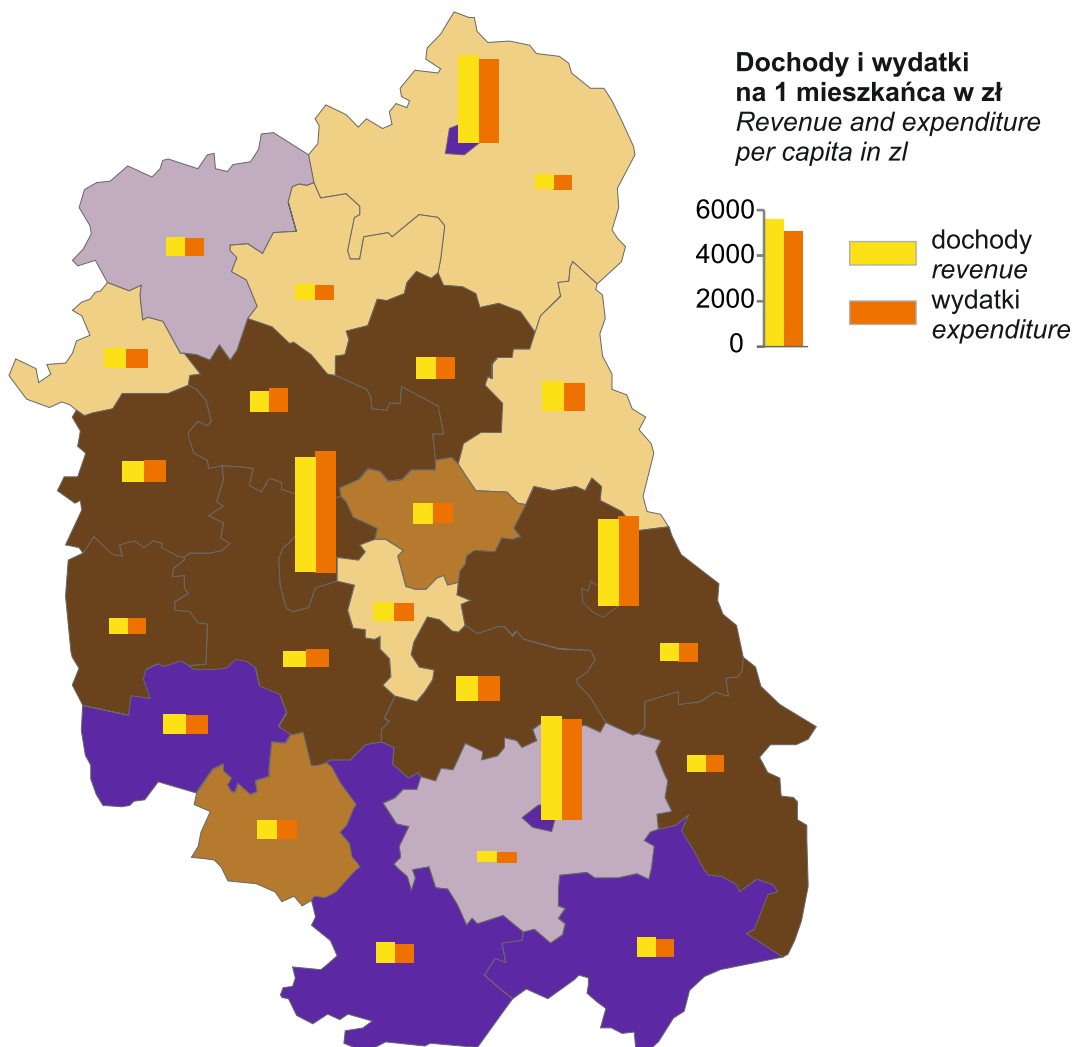 Dochody i wydatki
na 1 mieszkańca w zł
Revenue and expenditure
per capita in zl
6000
4000
2000
0
dochody
revenue
wydatki
expenditure